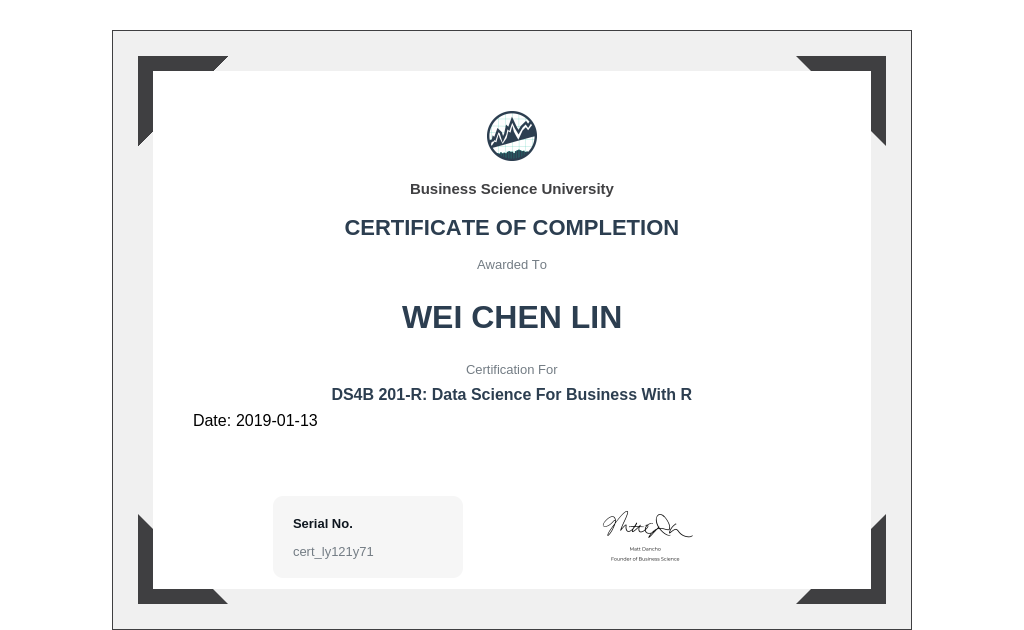 Business Science University
CERTIFICATE OF COMPLETION
Awarded To
WEI CHEN LIN
Certification For
DS4B 201-R: Data Science For Business With R
Date: 2019-01-13
Serial No.
cert_ly121y71
Matt Dancho
Founder of Business Science